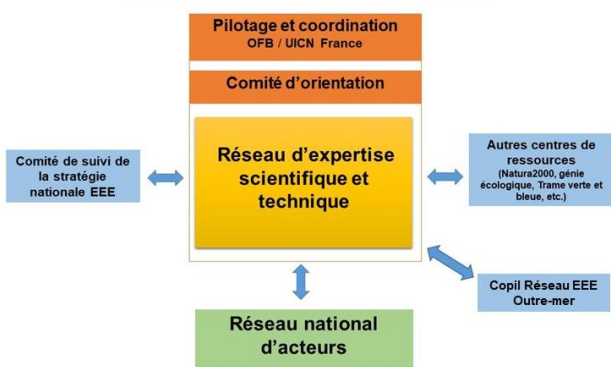 Pilotage et coordination
OFB / UICN France
Comité d'orientation
Réseau d'expertise
scientifique et
technique
Comité de suivi de
la stratégie
nationale EEE
Autres centres de
ressources
(Natura2000, génie
écologique, Trame verte et
bleue, etc.)
Copil Réseau EEE
Outre-mer
Réseau national
d'acteurs